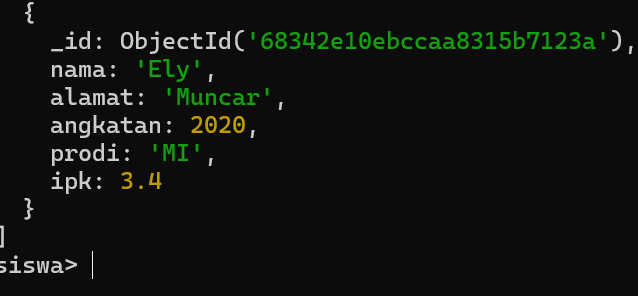 {
_id: ObjectId('68342e10ebccaa8315b7123a'),
nama: 'Ely',
alamat: 'Muncar',
angkatan: 2020,
prodi: 'MI',
ipk: 3.4
}
]
siswa>